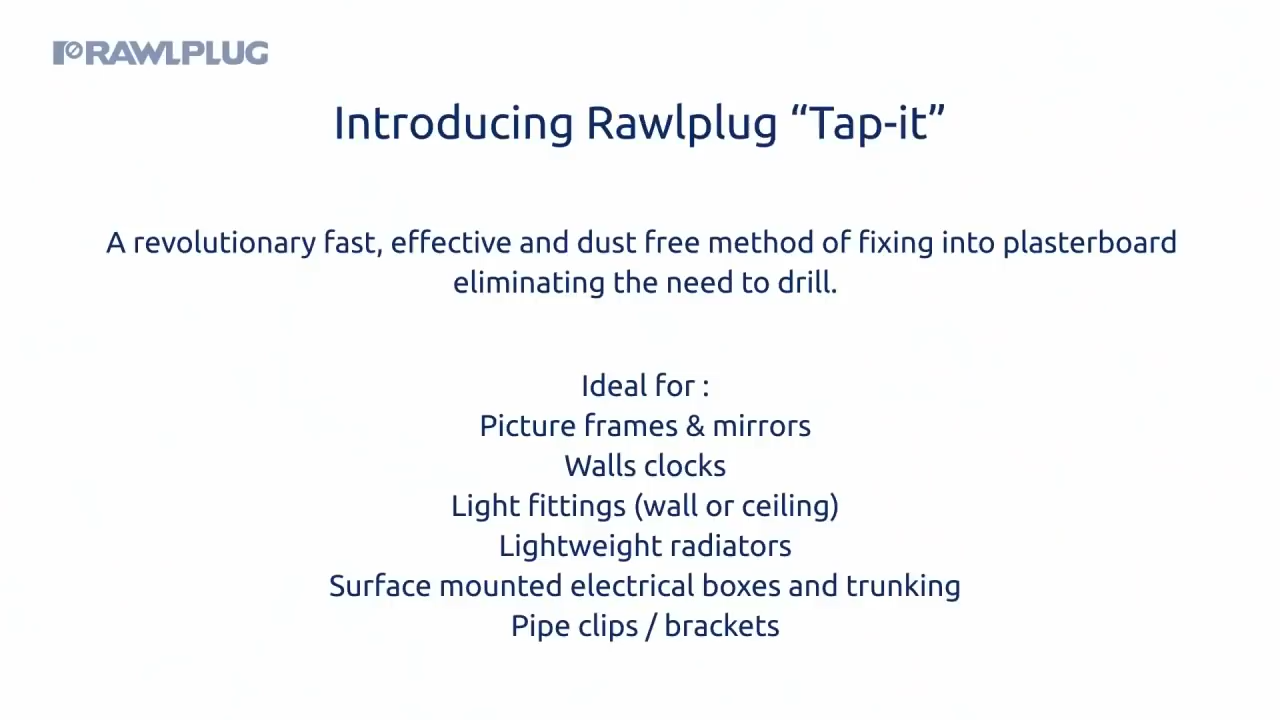 RAWLPLUG
Introducing Rawlplug “Tap-it”
A revolutionary fast, effective and dust free method of fixing into plasterboard
eliminating the need to drill.
Ideal for :
Picture frames & mirrors
Walls clocks
Light fittings (wall or ceiling)
Lightweight radiators
Surface mounted electrical boxes and trunking
Pipe clips / brackets